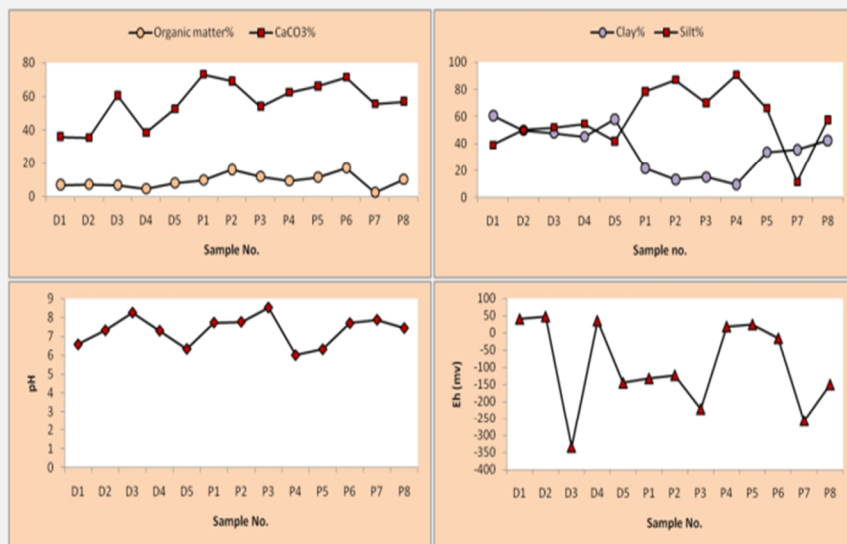 Organic matter% CaCO3%
80
60
40
20
0
D1 D2 D3 D4 D5 P1 P2 P3 P4 P5 P6 P7 P8
Sample No.
Clay% Silt%
100
80
60
40
20
0
D1 D2 D3 D4 D5 P1 P2 P3 P4 P5 P7 P8
Sample no.
pH
9
8
7
6
5
4
3
2
1
0
D1 D2 D3 D4 D5 P1 P2 P3 P4 P5 P6 P7 P8
Sample No.
Eh (mv)
100
50
0
-50
-100
-150
-200
-250
-300
-350
-400
D1 D2 D3 D4 D5 P1 P2 P3 P4 P5 P6 P7 P8
Sample No.